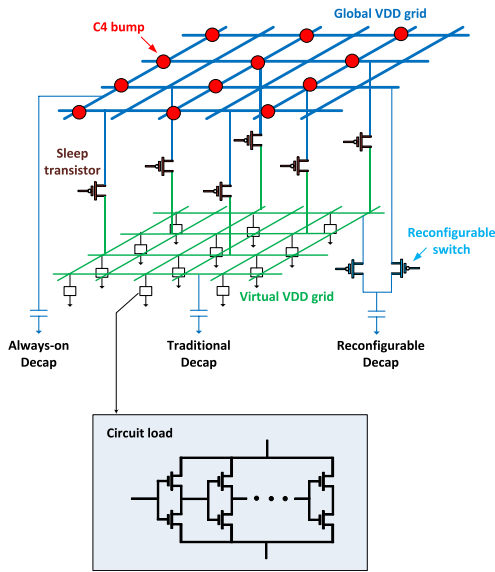 Global VDD grid
C4 bump
Sleep
transistor
Reconfigurable
switch
Virtual VDD grid
Always-on
Decap
Traditional
Decap
Reconfigurable
Decap
Circuit load